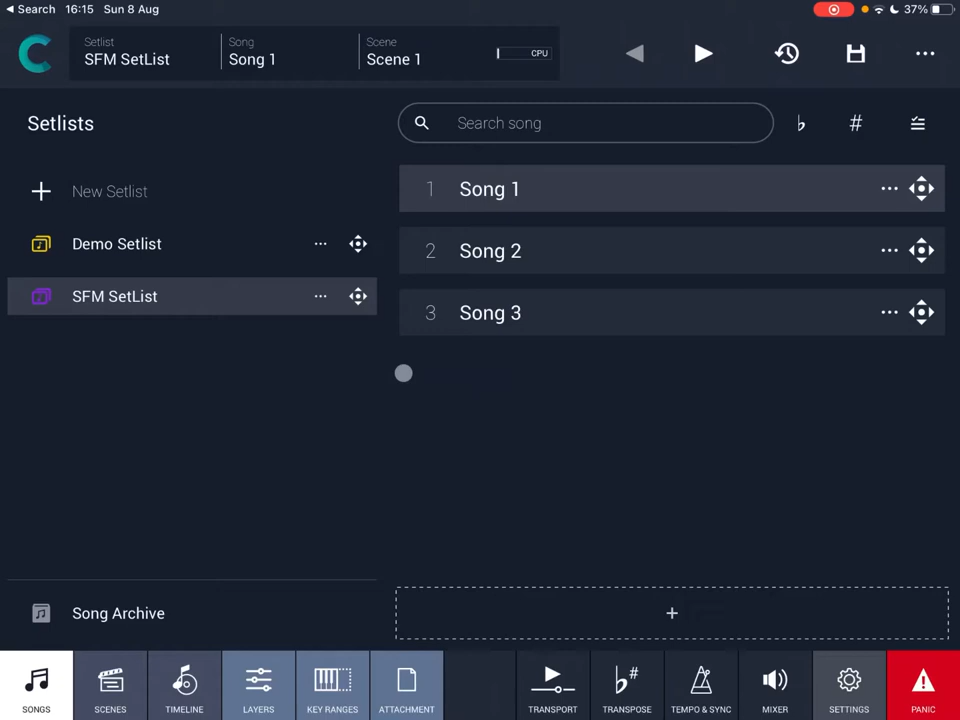 Search 16:15 Sun 8 Aug 37%
Setlist
SFM SetList
Song
Song 1
Scene
Scene 1
CPU
Setlists
Search song
♭ #
New Setlist
Demo Setlist
SFM SetList
1 Song 1
2 Song 2
3 Song 3
Song Archive
+
SONGS SCENES TIMELINE LAYERS KEY RANGES ATTACHMENT TRANSPORT TRANSPOSE TEMPO & SYNC MIXER SETTINGS PANIC